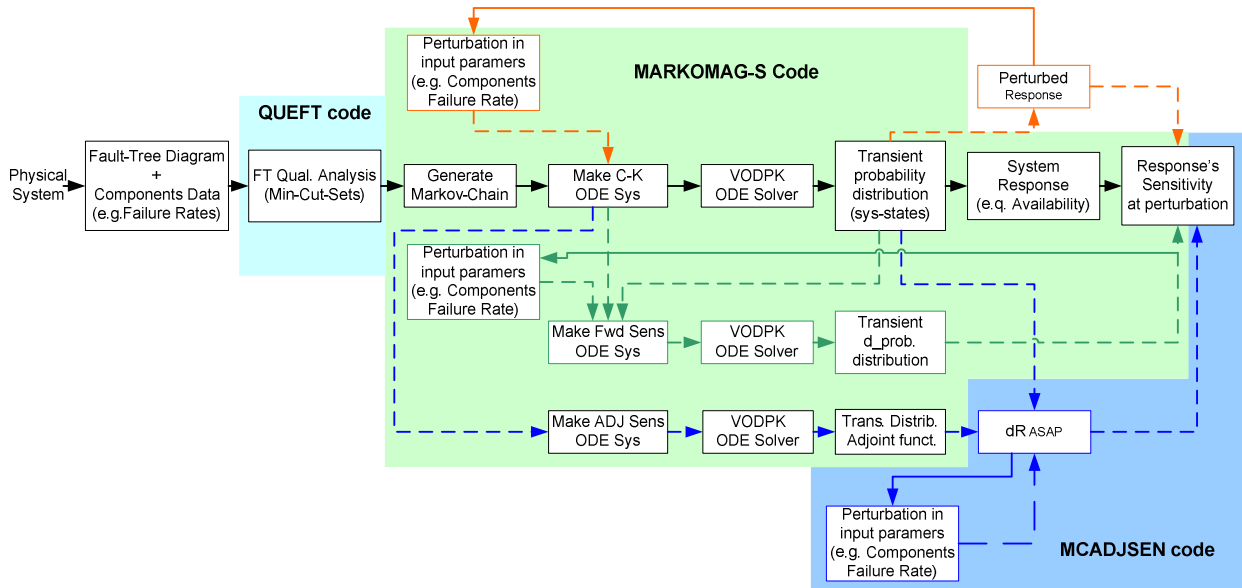 Perturbation in
input paramers
(e.g. Components
Failure Rate)
MARKOMAG-S Code
Perturbed
Response
QUEFT code
Physical
System
Fault-Tree Diagram
+
Components Data
(e.g.Failure Rates)
FT Qual. Analysis
(Min-Cut-Sets)
Generate
Markov-Chain
Make C-K
ODE Sys
VODPK
ODE Solver
Transient
probability
distribution
(sys-states)
System
Response
(e.q. Availability)
Response's
Sensitivity
at perturbation
Perturbation in
input paramers
(e.g. Components
Failure Rate)
Make Fwd Sens
ODE Sys
VODPK
ODE Solver
Transient
d_prob.
distribution
Make ADJ Sens
ODE Sys
VODPK
ODE Solver
Trans. Distrib.
Adjoint funct.
dR ASAP
Perturbation in
input paramers
(e.g. Components
Failure Rate)
MCADJSEN code